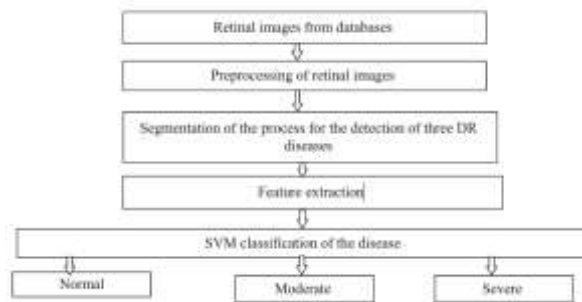 Retinal images from databases
Preprocessing of retinal images
Segmentation of the process for the detection of three DR
diseases
Feature extraction
SVM classification of the disease
Normal
Moderate
Severe